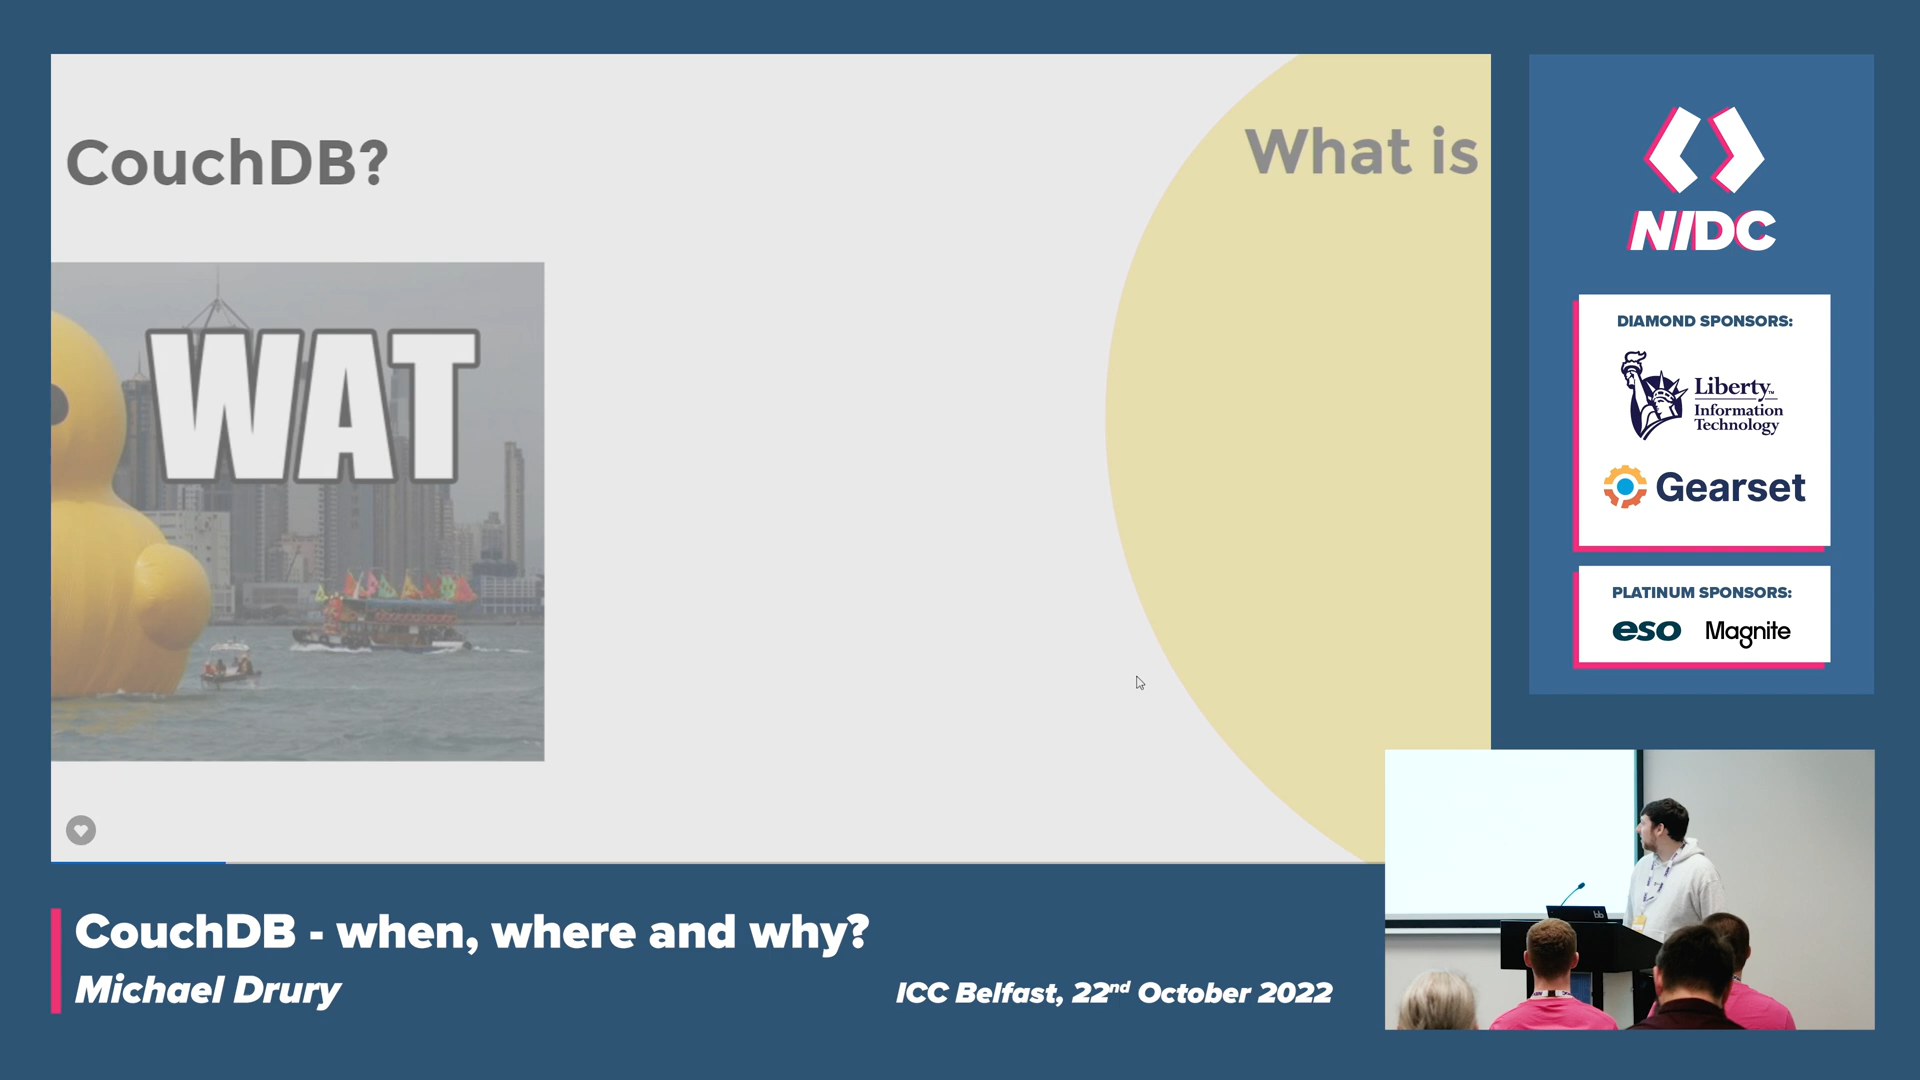 CouchDB?
What is
WAT
NIDC
DIAMOND SPONSORS:
Liberty™
Information
Technology
Gearset
PLATINUM SPONSORS:
eso
Magnite
CouchDB - when, where and why?
Michael Drury
ICC Belfast, 22nd October 2022